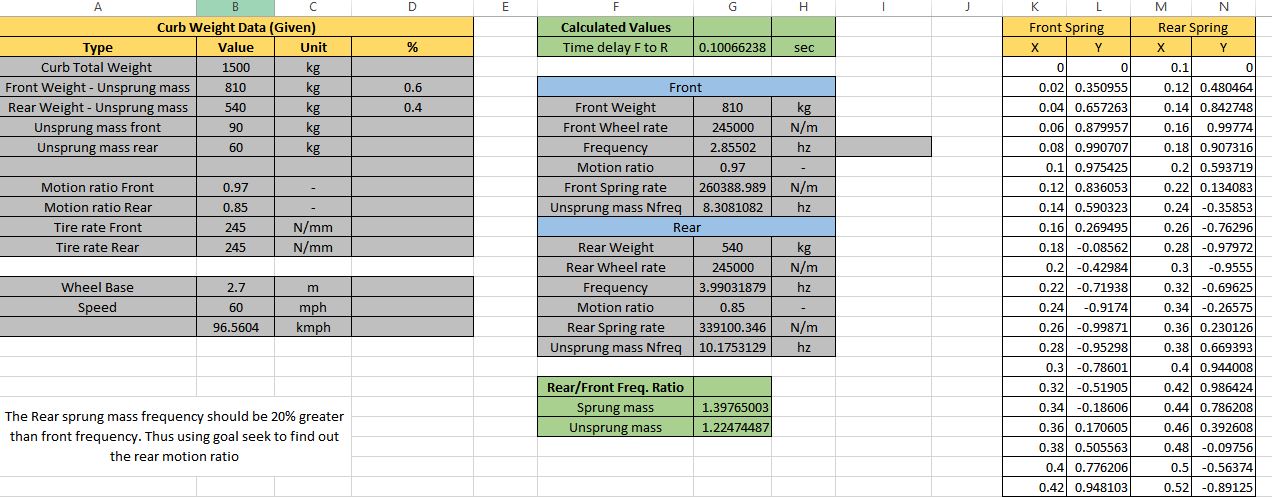 A B C D E F G H I J K L M N
Curb Weight Data (Given) Calculated Values Front Spring Rear Spring
Type Value Unit % Time delay F to R 0.10066238 sec X Y X Y
Curb Total Weight 1500 kg 0 0 0.1 0
Front Weight - Unsprung mass 810 kg 0.6 Front 0.02 0.350955 0.12 0.480464
Rear Weight - Unsprung mass 540 kg 0.4 Front Weight 810 kg 0.04 0.657263 0.14 0.842748
Unsprung mass front 90 kg Front Wheel rate 245000 N/m 0.06 0.879957 0.16 0.99774
Unsprung mass rear 60 kg Frequency 2.85502 hz 0.08 0.990707 0.18 0.907316
Motion ratio 0.97 - 0.1 0.975425 0.2 0.593719
Motion ratio Front 0.97 - Front Spring rate 260388.989 N/m 0.12 0.836053 0.22 0.134083
Motion ratio Rear 0.85 - Unsprung mass Nfreq 8.3081082 hz 0.14 0.590323 0.24 -0.35853
Tire rate Front 245 N/mm Rear 0.16 0.269495 0.26 -0.76296
Tire rate Rear 245 N/mm Rear Weight 540 kg 0.18 -0.08562 0.28 -0.97972
Rear Wheel rate 245000 N/m 0.2 -0.42984 0.3 -0.9555
Wheel Base 2.7 m Frequency 3.99031879 hz 0.22 -0.71938 0.32 -0.69625
Speed 60 mph Motion ratio 0.85 - 0.24 -0.9174 0.34 -0.26575
96.5604 kmph Rear Spring rate 339100.346 N/m 0.26 -0.99871 0.36 0.230126
Unsprung mass Nfreq 10.1753129 hz 0.28 -0.95298 0.38 0.669393
0.3 -0.78601 0.4 0.944008
Rear/Front Freq. Ratio 0.32 -0.51905 0.42 0.986424
Sprung mass 1.39765003 0.34 -0.18606 0.44 0.786208
Unsprung mass 1.22474487 0.36 0.170605 0.46 0.392608
0.38 0.505563 0.48 -0.09756
0.4 0.776206 0.5 -0.56374
0.42 0.948103 0.52 -0.89125
The Rear sprung mass frequency should be 20% greater
than front frequency. Thus using goal seek to find out
the rear motion ratio